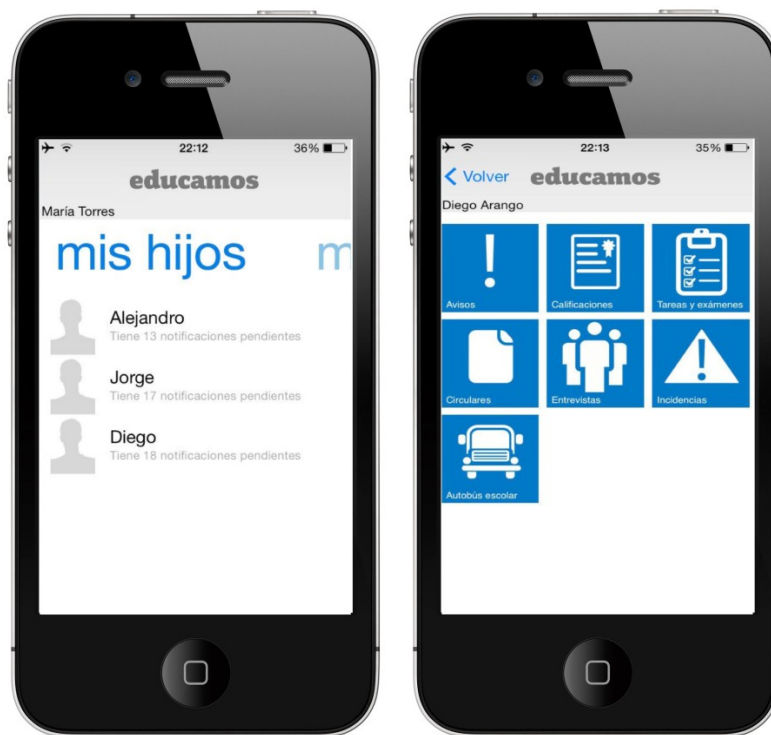 22:12
36%
educamos
María Torres
mis hijos m
Alejandro
Tiene 13 notificaciones pendientes
Jorge
Tiene 17 notificaciones pendientes
Diego
Tiene 18 notificaciones pendientes
22:13
35%
Volver educamos
Diego Arango
Avisos
Calificaciones
Tareas y exámenes
Circulares
Entrevistas
Incidencias
Autobús escolar